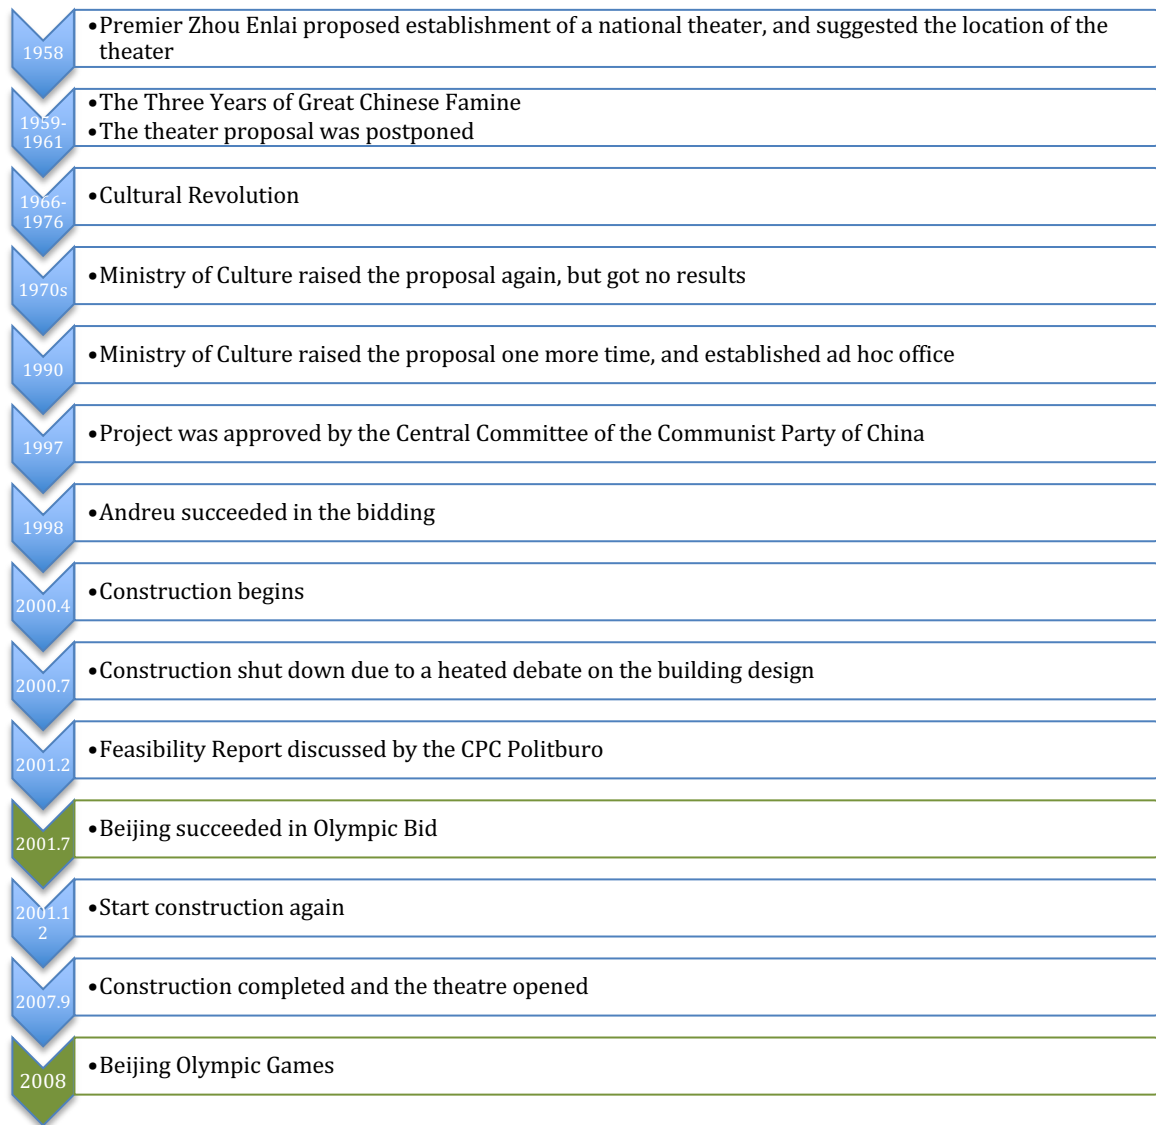 1958
•Premier Zhou Enlai proposed establishment of a national theater, and suggested the location of the
theater
1959-
1961
•The Three Years of Great Chinese Famine
•The theater proposal was postponed
1966-
1976
•Cultural Revolution
1970s
•Ministry of Culture raised the proposal again, but got no results
1990
•Ministry of Culture raised the proposal one more time, and established ad hoc office
1997
•Project was approved by the Central Committee of the Communist Party of China
1998
•Andreu succeeded in the bidding
2000.4
•Construction begins
2000.7
•Construction shut down due to a heated debate on the building design
2001.2
•Feasibility Report discussed by the CPC Politburo
2001.7
•Beijing succeeded in Olympic Bid
2001.1
2
•Start construction again
2007.9
•Construction completed and the theatre opened
2008
•Beijing Olympic Games